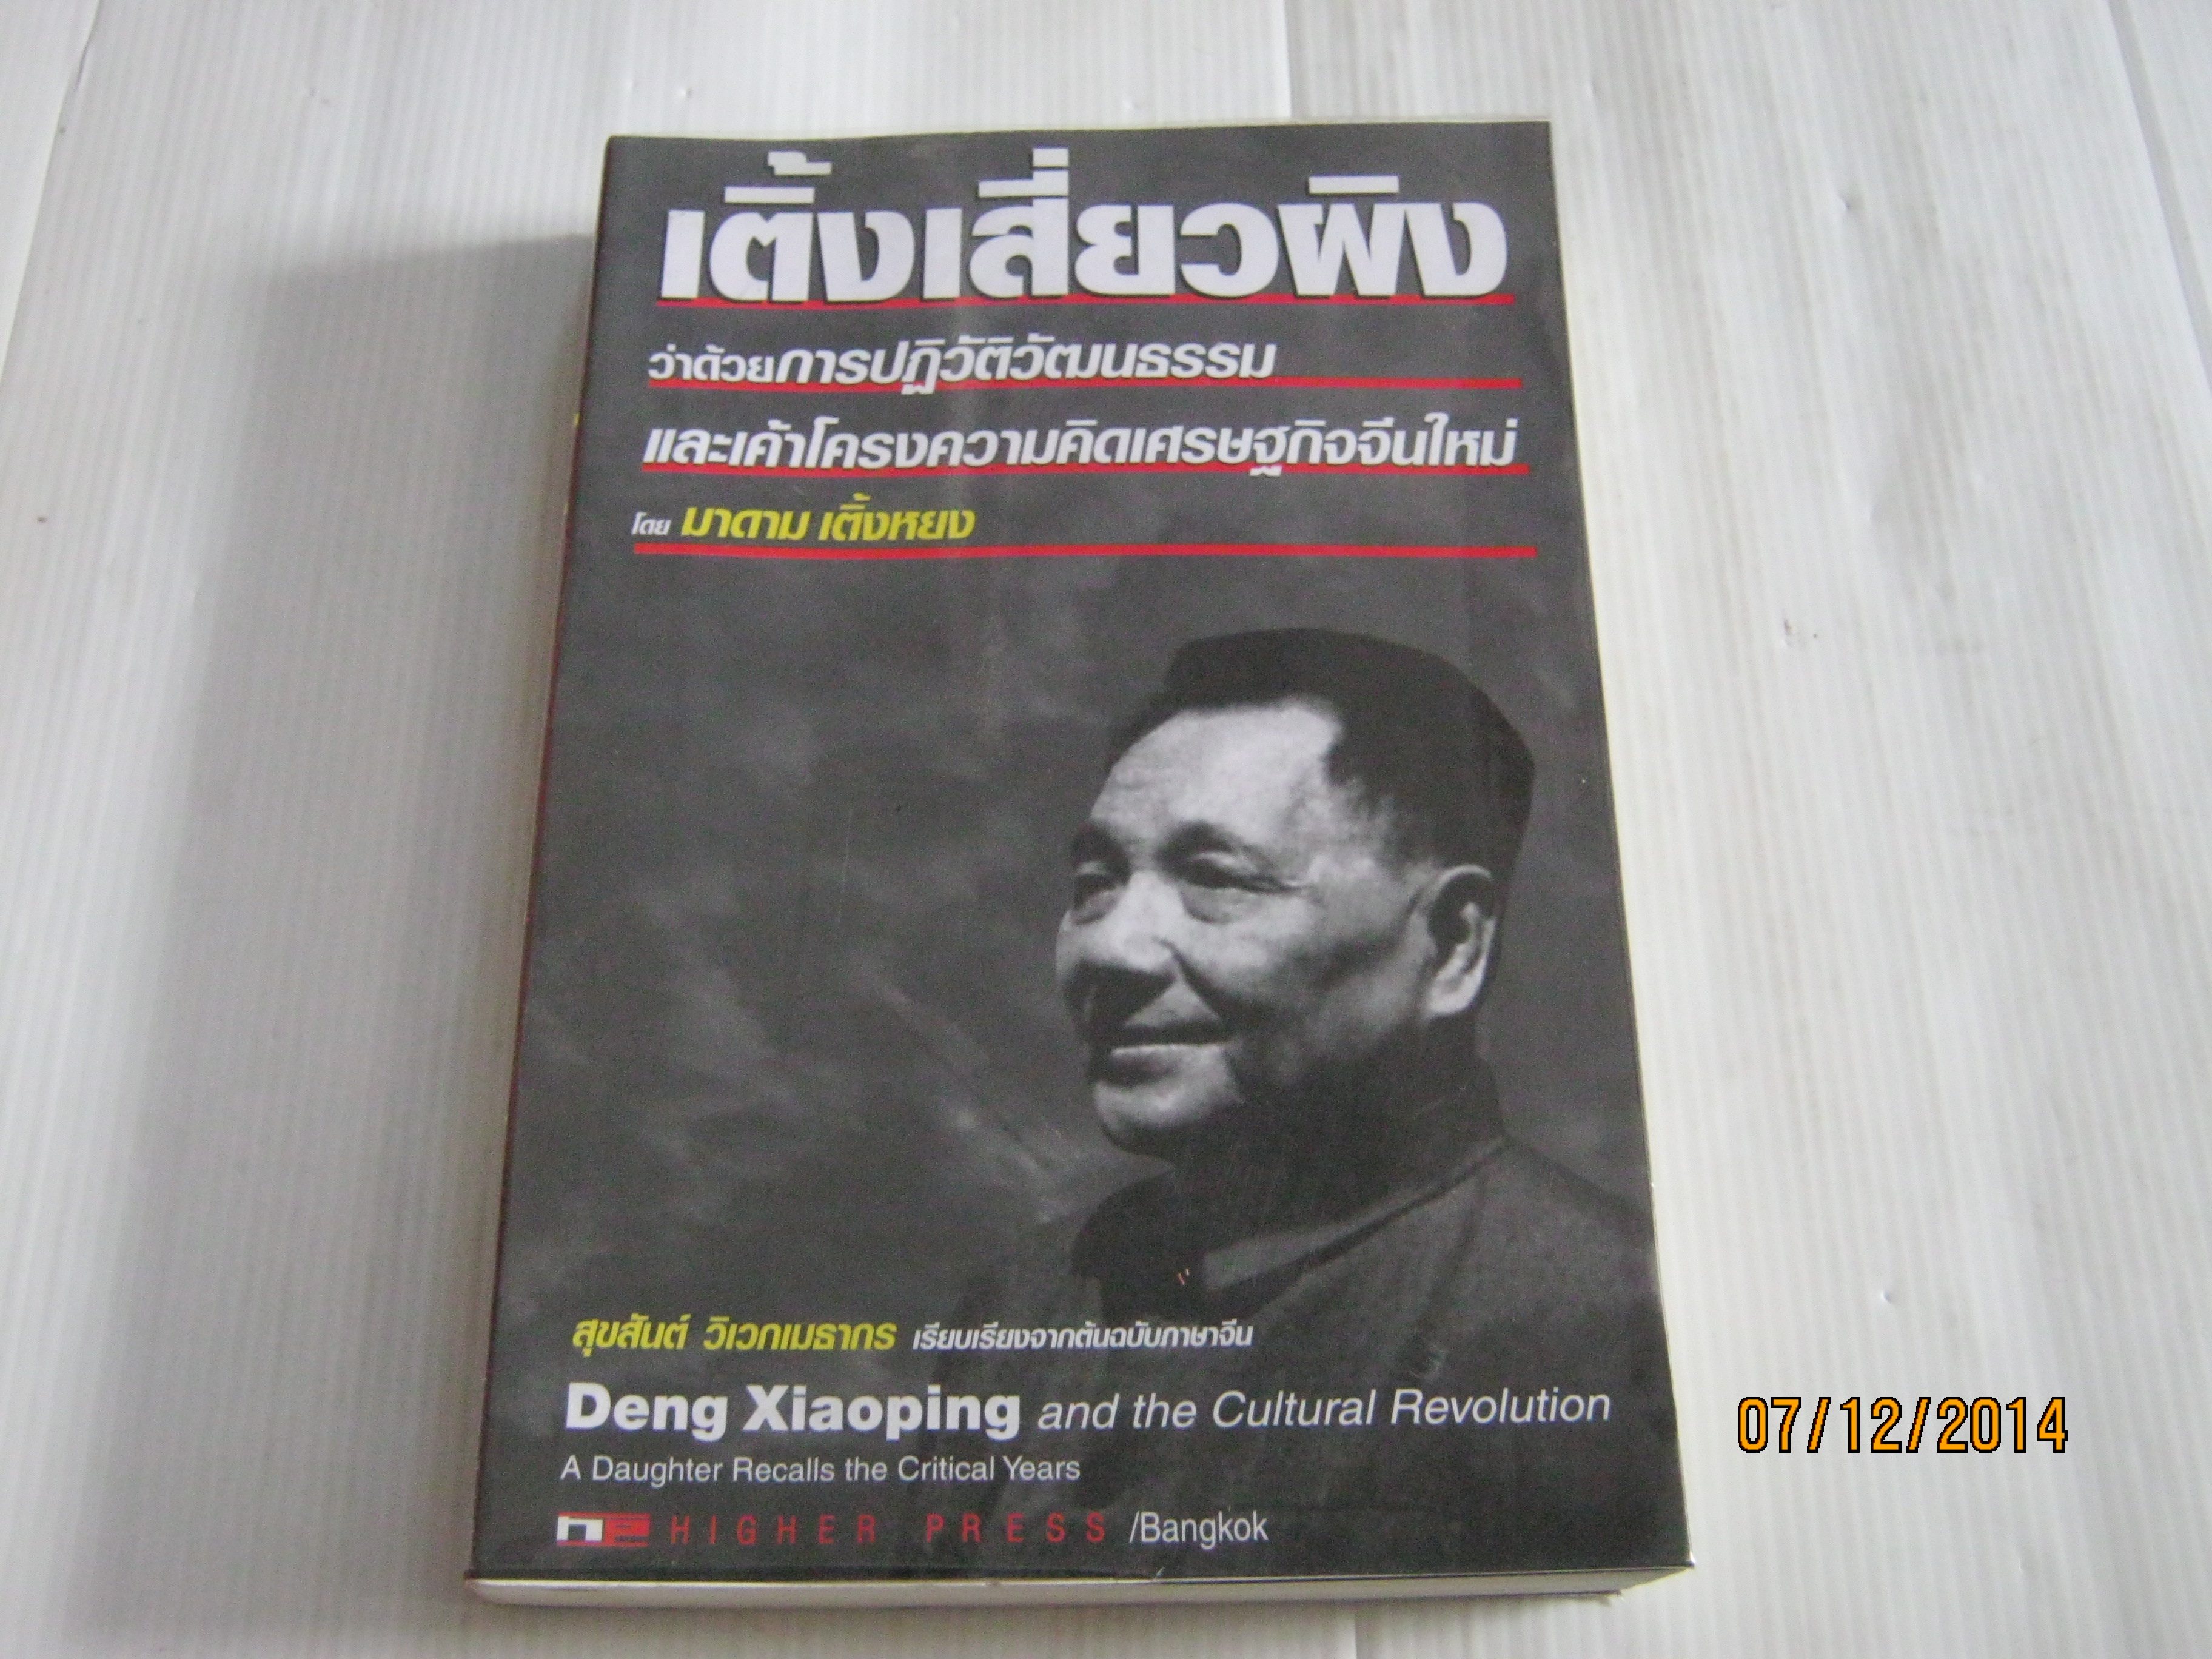 เติ้งเสี่ยวผิง
ว่าด้วยการปฏิวัติวัฒนธรรม
และเค้าโครงความคิดเศรษฐกิจจีนใหม่
โดย มาดาม เติ้งหยง
สุขสันต์ วิเวกเมธากร เรียบเรียงจากต้นฉบับภาษาจีน
Deng Xiaoping and the Cultural Revolution
A Daughter Recalls the Critical Years
HIGHER PRESS /Bangkok
07/12/2014